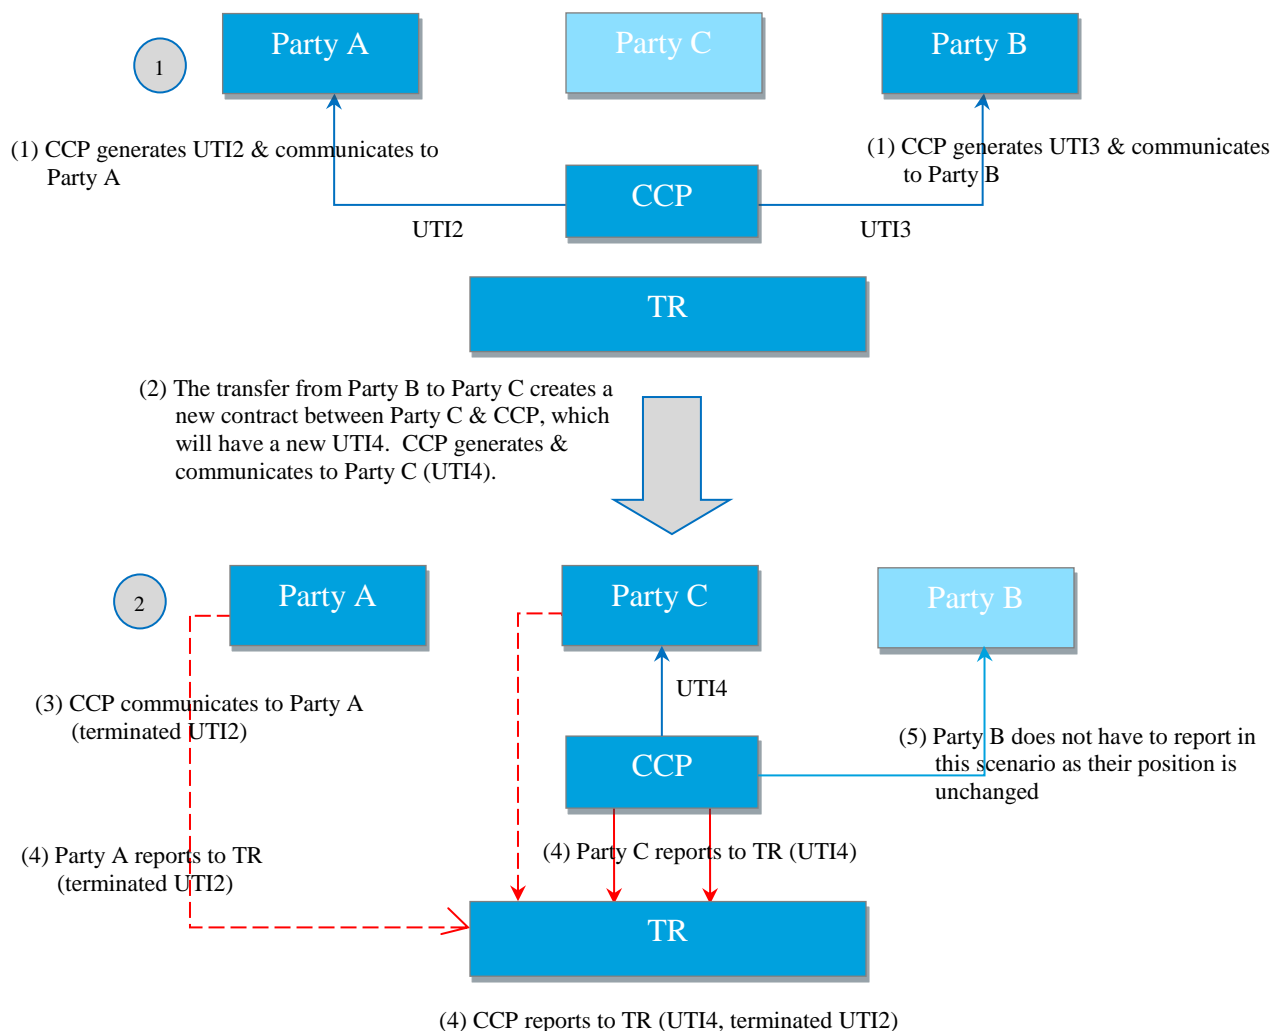 Party A
Party C
Party B
1
(1) CCP generates UTI2 & communicates to
Party A
(1) CCP generates UTI3 & communicates
to Party B
CCP
UTI2
UTI3
TR
(2) The transfer from Party B to Party C creates a
new contract between Party C & CCP, which
will have a new UTI4. CCP generates &
communicates to Party C (UTI4).
Party A
Party C
Party B
2
UTI4
(3) CCP communicates to Party A
(terminated UTI2)
CCP
(5) Party B does not have to report in
this scenario as their position is
unchanged
(4) Party A reports to TR
(terminated UTI2)
(4) Party C reports to TR (UTI4)
TR
(4) CCP reports to TR (UTI4, terminated UTI2)